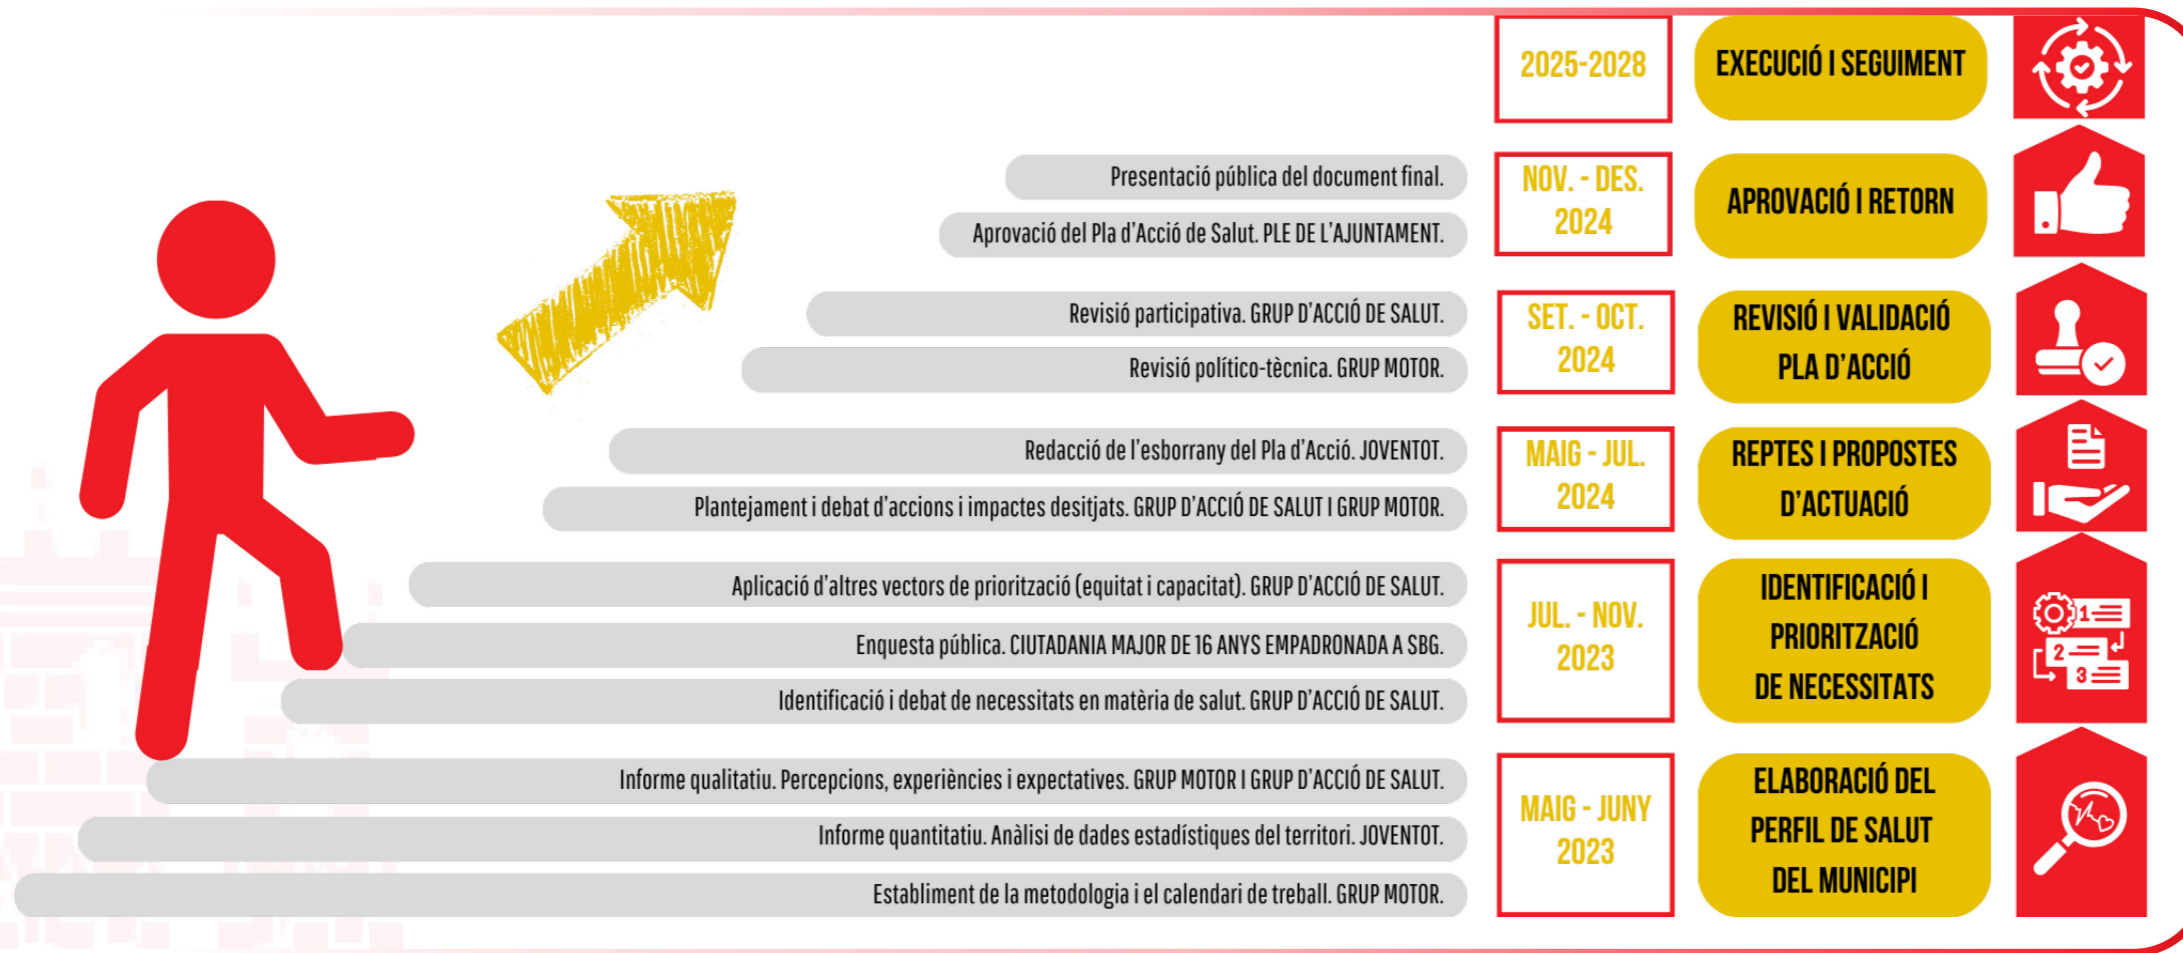 2025-2028
EXECUCIÓ I SEGUIMENT
Presentació pública del document final.
Aprovació del Pla d'Acció de Salut. PLE DE L'AJUNTAMENT.
NOV. - DES.
2024
APROVACIÓ I RETORN
Revisió participativa. GRUP D'ACCIÓ DE SALUT.
Revisió político-tècnica. GRUP MOTOR.
SET. - OCT.
2024
REVISIÓ I VALIDACIÓ
PLA D'ACCIÓ
Redacció de l'esborrany del Pla d'Acció. JOVENTOT.
Plantejament i debat d'accions i impactes desitjats. GRUP D'ACCIÓ DE SALUT I GRUP MOTOR.
MAIG - JUL.
2024
REPTES I PROPOSTES
D'ACTUACIÓ
Aplicació d'altres vectors de priorització (equitat i capacitat). GRUP D'ACCIÓ DE SALUT.
Enquesta pública. CIUTADANIA MAJOR DE 16 ANYS EMPADRONADA A SBG.
Identificació i debat de necessitats en matèria de salut. GRUP D'ACCIÓ DE SALUT.
JUL. - NOV.
2023
IDENTIFICACIÓ I
PRIORITZACIÓ
DE NECESSITATS
1
2
3
Informe qualitatiu. Percepcions, experiències i expectatives. GRUP MOTOR I GRUP D'ACCIÓ DE SALUT.
Informe quantitatiu. Anàlisi de dades estadístiques del territori. JOVENTOT.
Establiment de la metodologia i el calendari de treball. GRUP MOTOR.
MAIG - JUNY
2023
ELABORACIÓ DEL
PERFIL DE SALUT
DEL MUNICIPI